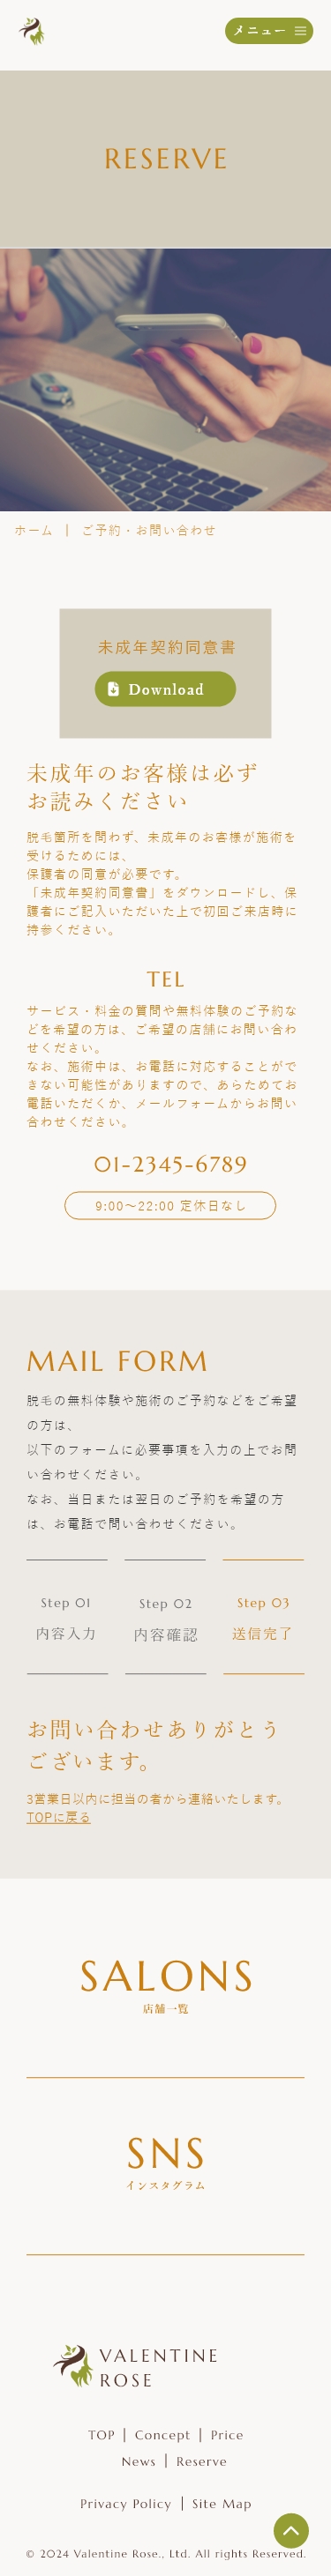 メニュー
RESERVE
ホーム | ご予約・お問い合わせ
未成年契約同意書
Download
未成年のお客様は必ず
お読みください
脱毛箇所を問わず、未成年のお客様が施術を
受けるためには、
保護者の同意が必要です。
「未成年契約同意書」をダウンロードし、保
護者にご記入いただいた上で初回ご来店時に
持参ください。
TEL
サービス・料金の質問や無料体験のご予約な
どを希望の方は、ご希望の店舗にお問い合わ
せください。
なお、施術中は、お電話に対応することがで
きない可能性がありますので、あらためてお
電話いただくか、メールフォームからお問い
合わせください。
01-2345-6789
9:00〜22:00 定休日なし
MAIL FORM
脱毛の無料体験や施術のご予約などをご希望
の方は、
以下のフォームに必要事項を入力の上でお問
い合わせください。
なお、当日または翌日のご予約を希望の方
は、お電話で問い合わせください。
Step 01 Step 02 Step 03
内容入力 内容確認 送信完了
お問い合わせありがとう
ございます。
3営業日以内に担当の者から連絡いたします。
TOPに戻る
SALONS
店舗一覧
SNS
インスタグラム
VALENTINE
ROSE
TOP | Concept | Price
News | Reserve
Privacy Policy | Site Map
© 2024 Valentine Rose., Ltd. All rights Reserved.